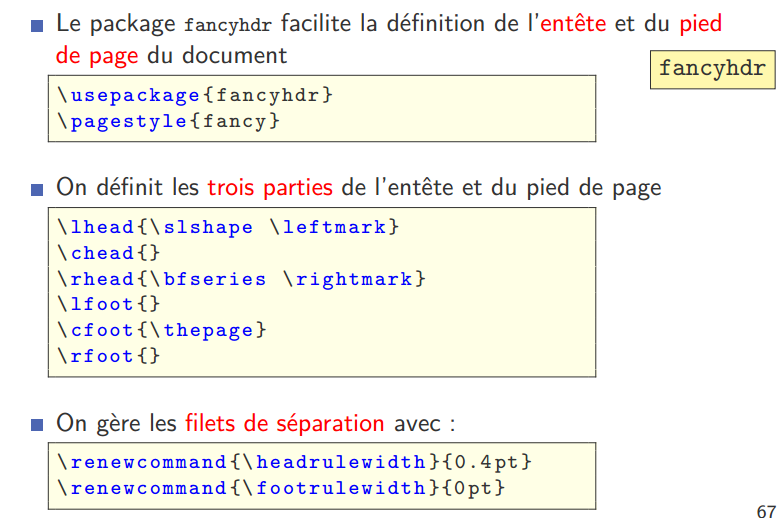 Le package fancyhdr facilite la définition de l'entête et du pied
de page du document
fancyhdr
\usepackage{fancyhdr}
\pagestyle{fancy}
On définit les trois parties de l'entête et du pied de page
\lhead{\slshape \leftmark}
\chead{}
\rhead{\bfseries \rightmark}
\lfoot{}
\cfoot{\thepage}
\rfoot{}
On gère les filets de séparation avec :
\renewcommand{\headrulewidth}{0.4pt}
\renewcommand{\footrulewidth}{0pt}
67